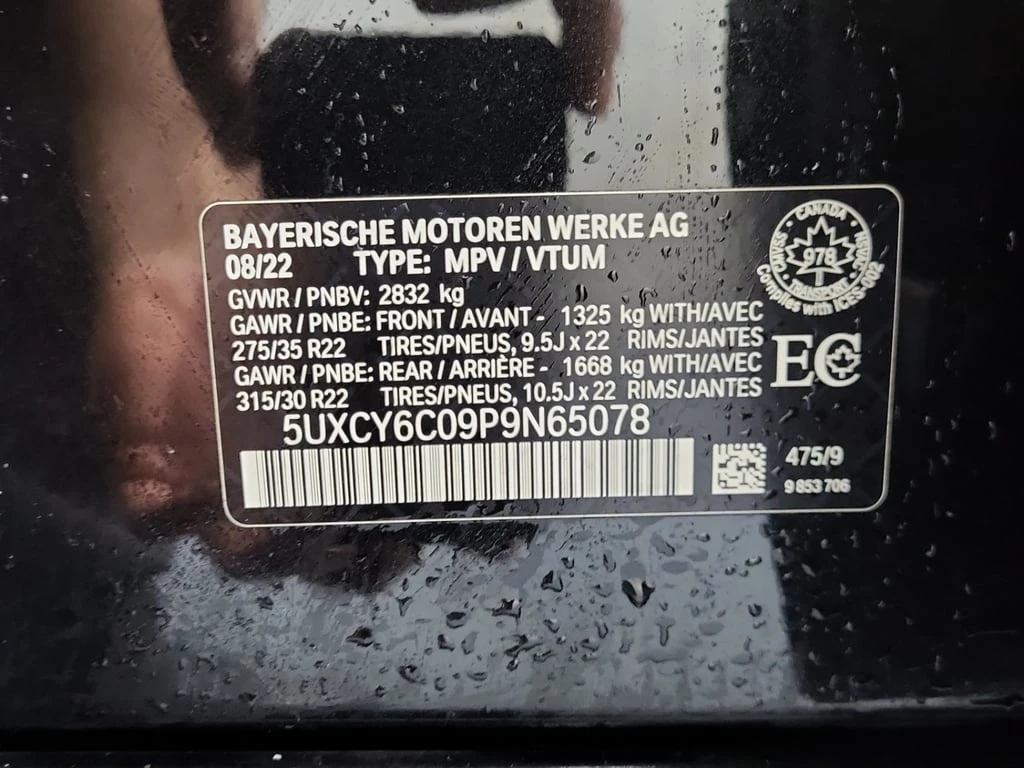 BAYERISCHE MOTOREN WERKE AG
08/22 TYPE: MPV / VTUM
GVWR / PNBV: 2832 kg
GAWR / PNBE: FRONT / AVANT - 1325 kg WITH/AVEC
275/35 R22 TIRES/PNEUS, 9.5J x 22 RIMS/JANTES
GAWR / PNBE: REAR / ARRIÈRE - 1668 kg WITH/AVEC
315/30 R22 TIRES/PNEUS, 10.5J x 22 RIMS/JANTES
5UXCY6C09P9N65078
CANADA
978
TRANSPORT
Complies with ICES-002
EC
475/9
9 853 706